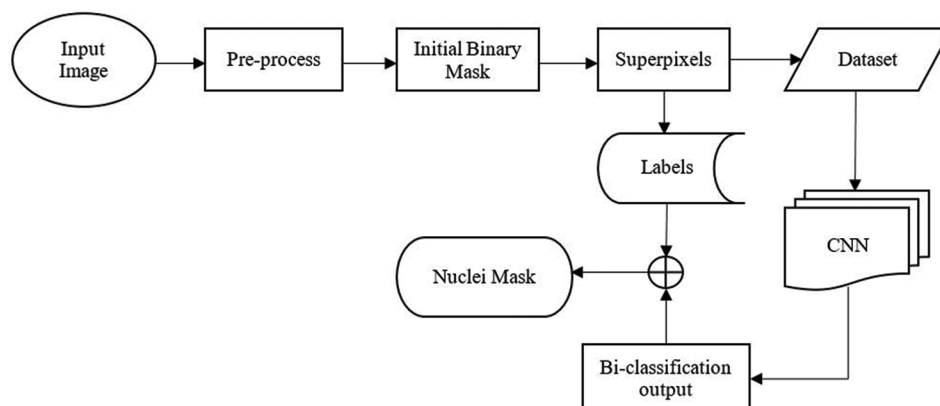 Input
Image
Pre-process
Initial Binary
Mask
Superpixels
Dataset
Labels
CNN
Nuclei Mask
Bi-classification
output